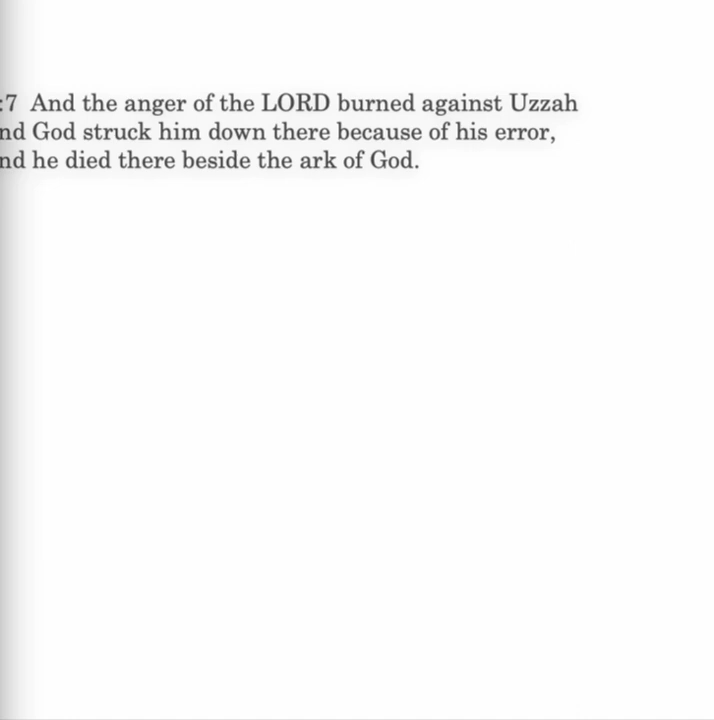 :7 And the anger of the LORD burned against Uzzah
nd God struck him down there because of his error,
nd he died there beside the ark of God.